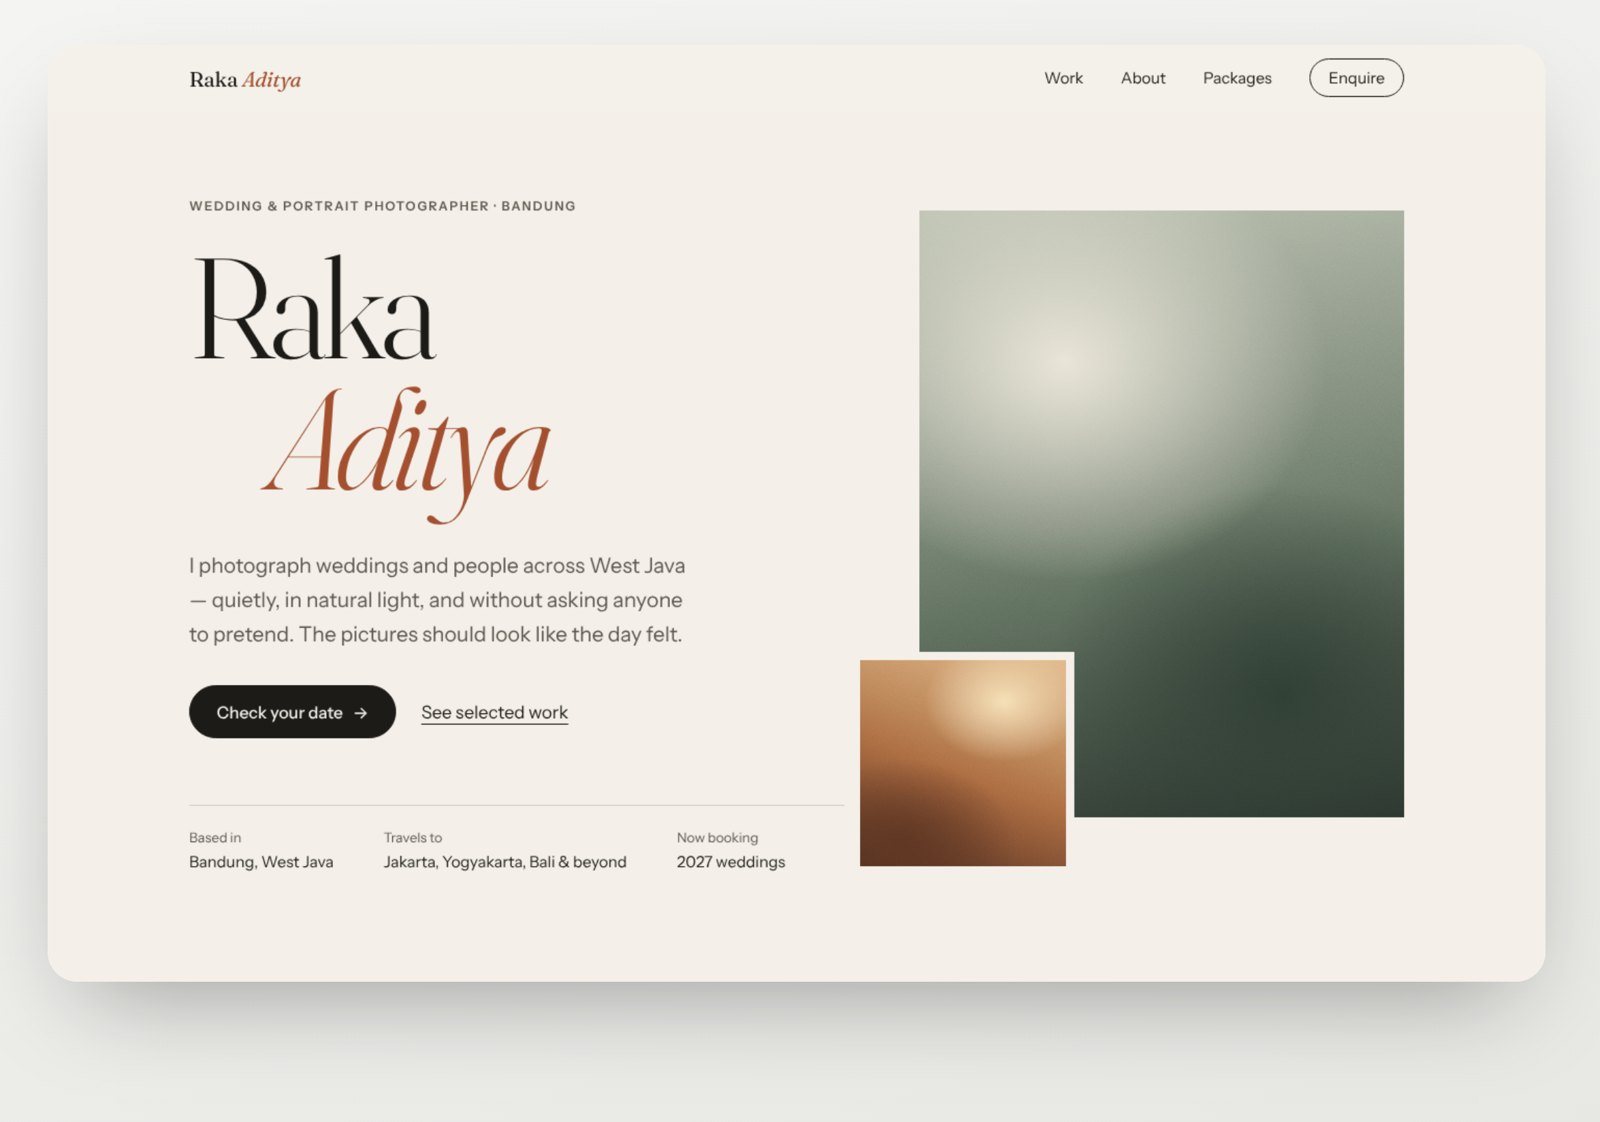 Raka Aditya
Work
About
Packages
Enquire
WEDDING & PORTRAIT PHOTOGRAPHER · BANDUNG
Raka
Aditya
I photograph weddings and people across West Java
— quietly, in natural light, and without asking anyone
to pretend. The pictures should look like the day felt.
Check your date →
See selected work
Based in
Bandung, West Java
Travels to
Jakarta, Yogyakarta, Bali & beyond
Now booking
2027 weddings